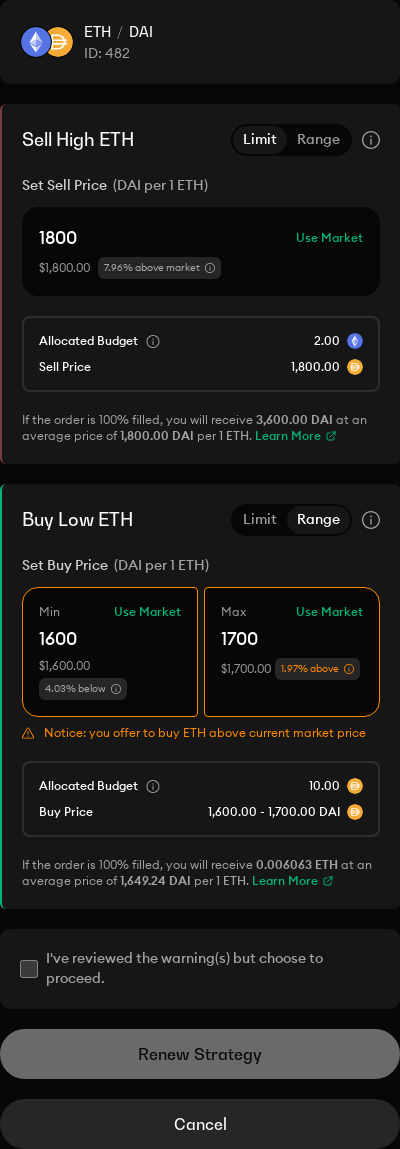 ETH / DAI
ID: 482
Sell High ETH
Limit Range
Set Sell Price (DAI per 1 ETH)
1800 Use Market
$1,800.00 7.96% above market
Allocated Budget 2.00
Sell Price 1,800.00
If the order is 100% filled, you will receive 3,600.00 DAI at an
average price of 1,800.00 DAI per 1 ETH. Learn More
Buy Low ETH
Limit Range
Set Buy Price (DAI per 1 ETH)
Min Use Market
1600
$1,600.00
4.03% below
Max Use Market
1700
$1,700.00 1.97% above
Notice: you offer to buy ETH above current market price
Allocated Budget 10.00
Buy Price 1,600.00 - 1,700.00 DAI
If the order is 100% filled, you will receive 0.006063 ETH at an
average price of 1,649.24 DAI per 1 ETH. Learn More
I've reviewed the warning(s) but choose to
proceed.
Renew Strategy
Cancel